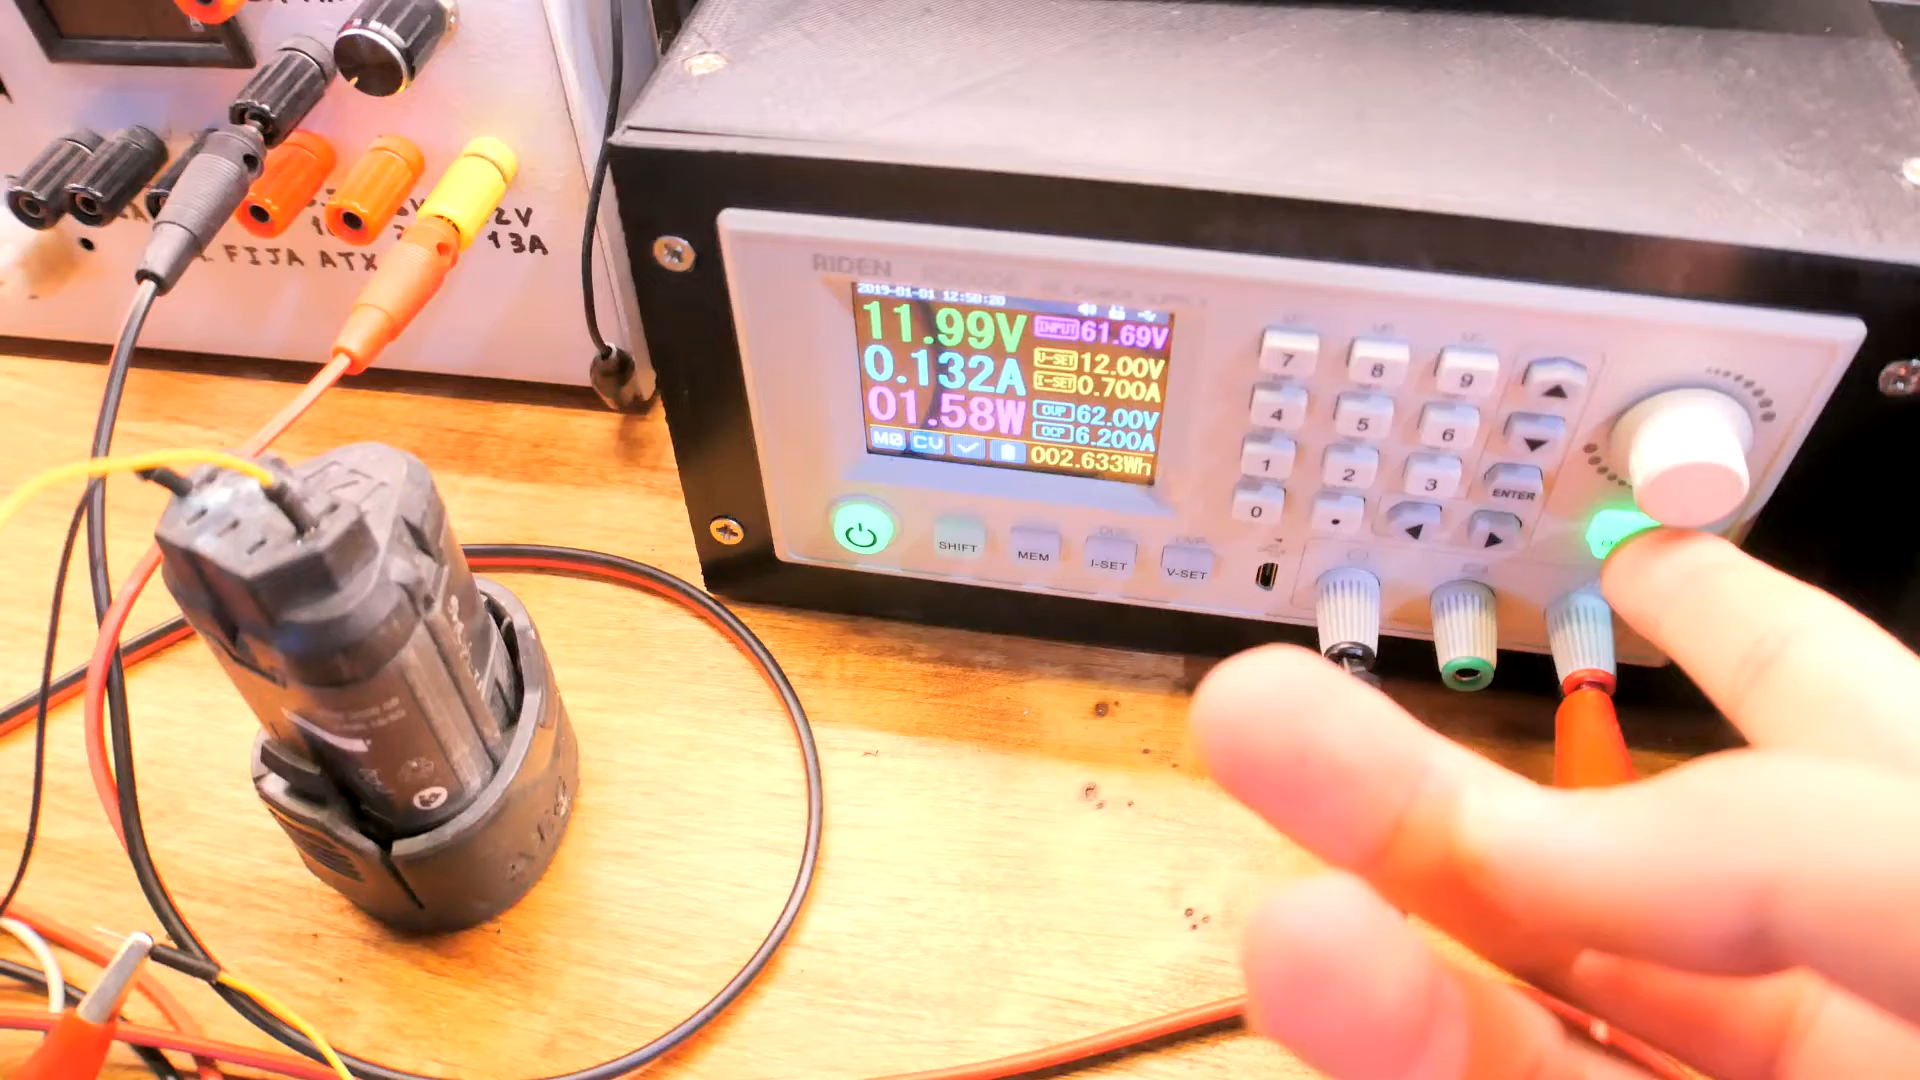 12V
13A
FIJA ATX
RIDEN
2019-01-01 12:50:20
11.99V
INPUT 61.69V
0.132A
U-SET 12.00V
I-SET 0.700A
01.58W
OVP 62.00V
OCP 6.200A
M0 CV 002.633Wh
7 8 9
4 5 6
1 2 3 ENTER
0 .
SHIFT MEM I-SET V-SET